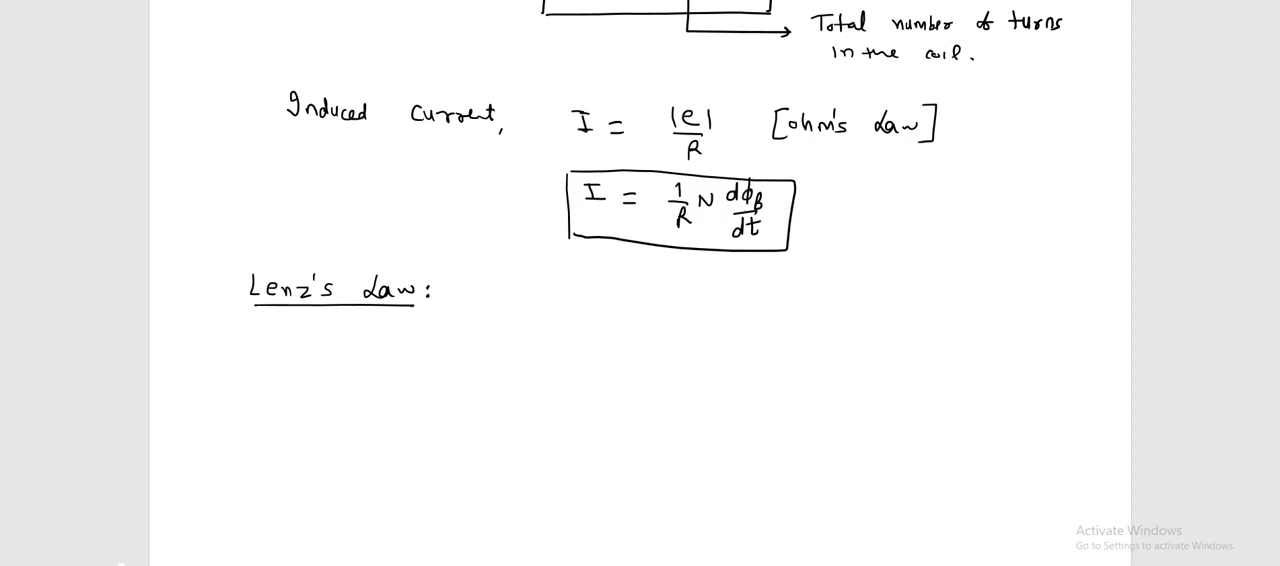 Total number of turns
in the coil.
Induced current, I = |e|/R [ohm's Law]
I = 1/R N dϕ_B/dt
Lenz's Law:
Activate Windows
Go to Settings to activate Windows.